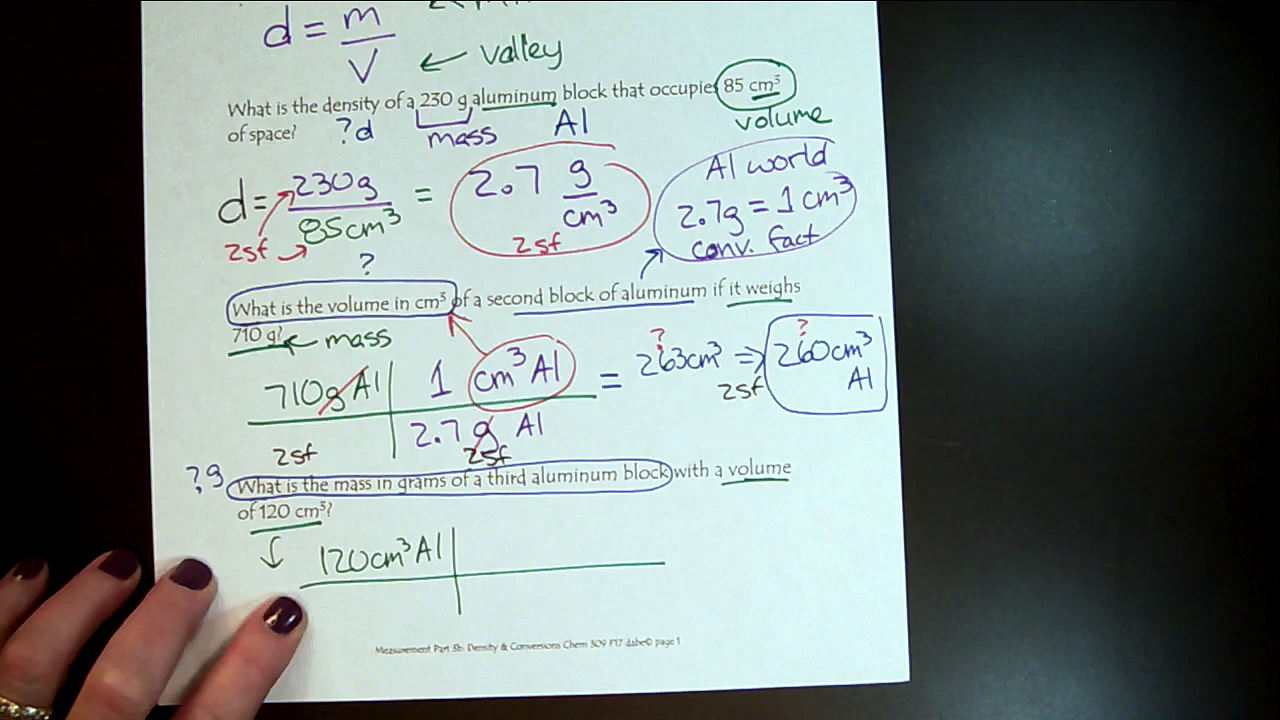 d = m
V ← valley
What is the density of a 230 g aluminum block that occupies 85 cm³
of space? ?d mass Al volume
d = 230g = 2.7 g
85cm³ cm³
2sf 2sf
Al world
2.7g = 1 cm³
conv. fact
?
What is the volume in cm³ of a second block of aluminum if it weighs
710 g? ← mass
710g Al 1 cm³ Al = 263cm³ ⇒ 260cm³
? ?
2sf Al
2.7g Al
2sf 2sf
?g What is the mass in grams of a third aluminum block with a volume
of 120 cm³?
120cm³ Al
Measurement Part 3b: Density & Conversions Chem 309 F17 dabe© page 1